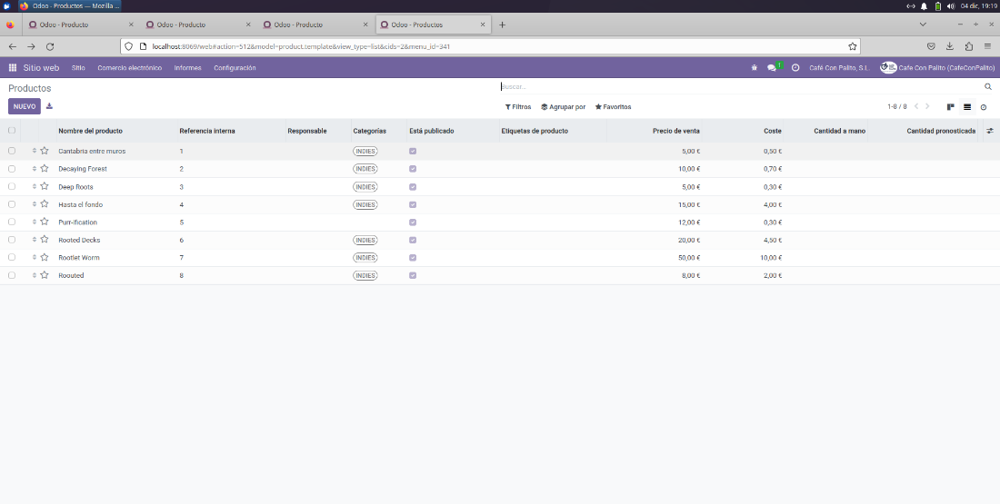 Odoo - Productos — Mozilla ...
04 dic, 19:19
Odoo - Producto
Odoo - Producto
Odoo - Producto
Odoo - Productos
localhost:8069/web#action=512&model=product.template&view_type=list&cids=2&menu_id=341
Sitio web Sitio Comercio electrónico Informes Configuración 1 Café Con Palito, S.L. Cafe Con Palito (CafeConPalito)
Productos Buscar...
NUEVO Filtros Agrupar por Favoritos 1-8 / 8
Nombre del producto Referencia interna Responsable Categorías Está publicado Etiquetas de producto Precio de venta Coste Cantidad a mano Cantidad pronosticada
Cantabria entre muros 1 INDIES 5,00 € 0,50 €
Decaying Forest 2 INDIES 10,00 € 0,70 €
Deep Roots 3 INDIES 5,00 € 0,30 €
Hasta el fondo 4 INDIES 15,00 € 4,00 €
Purr-ification 5 12,00 € 0,30 €
Rooted Decks 6 INDIES 20,00 € 4,50 €
Rootlet Worm 7 INDIES 50,00 € 10,00 €
Roouted 8 INDIES 8,00 € 2,00 €